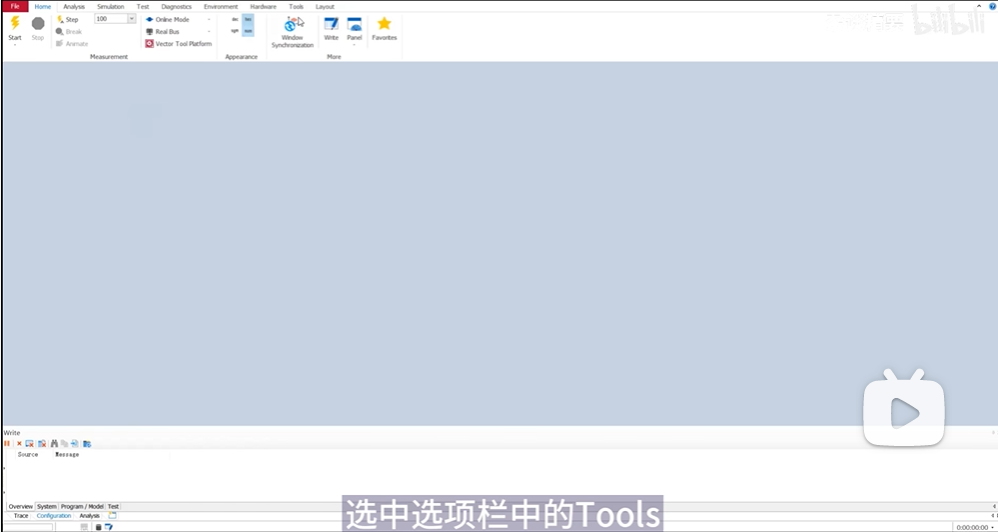 File Home Analysis Simulation Test Diagnostics Environment Hardware Tools Layout
Start Stop Step 100 Online Mode Window Synchronization Write Panel Favorites
Break Real Bus
Animate Vector Tool Platform
Measurement Appearance More
bilibili
Write
Source Message
Overview System Program / Model Test
Trace Configuration Analysis
选中选项栏中的Tools
0:00:00:00